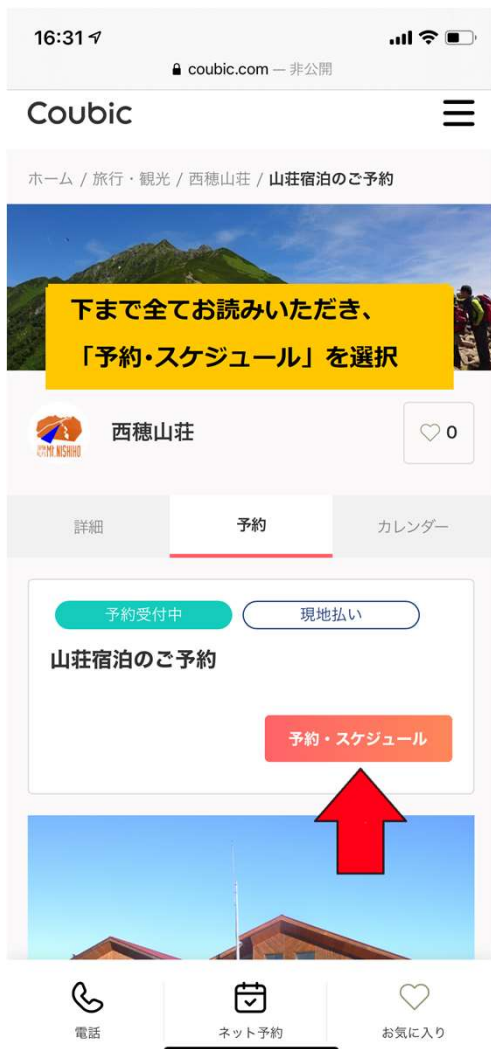 16:31
coubic.com — 非公開
Coubic
ホーム / 旅行・観光 / 西穂山荘 / 山荘宿泊のご予約
下まで全てお読みいただき、
「予約・スケジュール」を選択
Mt. NISHIHO
西穂山荘
0
詳細
予約
カレンダー
予約受付中
現地払い
山荘宿泊のご予約
予約・スケジュール
電話
ネット予約
お気に入り